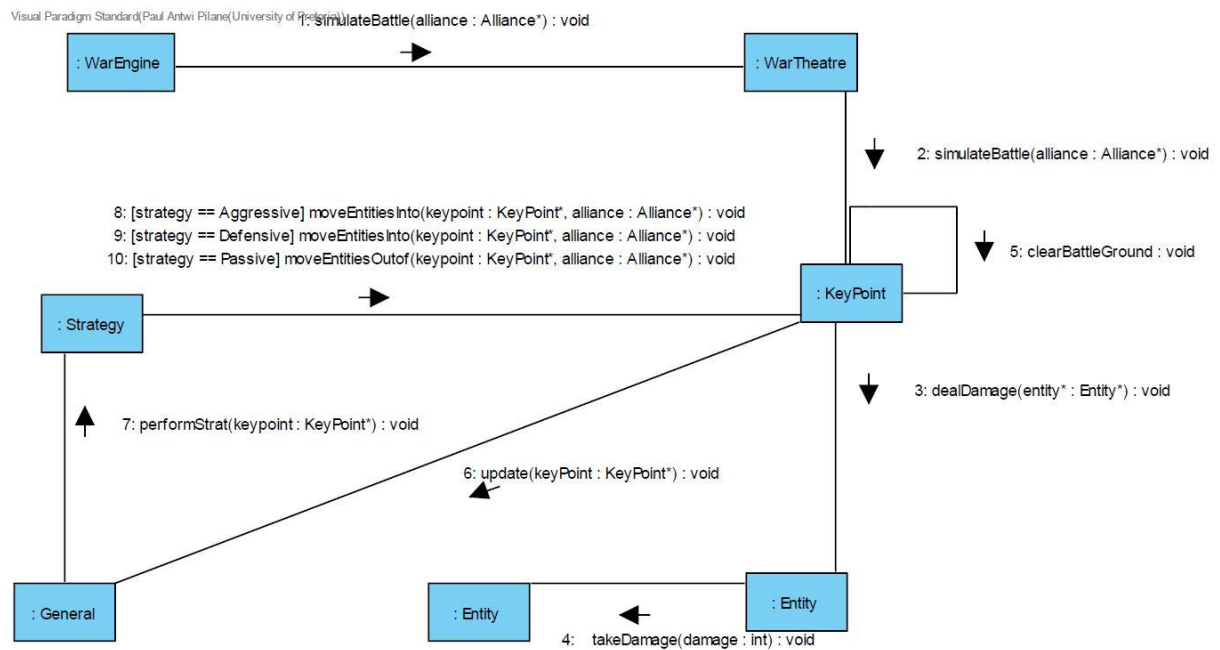 Visual Paradigm Standard(Paul Antwi Pilane(University of Pretoria))
1: simulateBattle(alliance : Alliance*) : void
: WarEngine
: WarTheatre
2: simulateBattle(alliance : Alliance*) : void
8: [strategy == Aggressive] moveEntitiesInto(keypoint : KeyPoint*, alliance : Alliance*) : void
9: [strategy == Defensive] moveEntitiesInto(keypoint : KeyPoint*, alliance : Alliance*) : void
10: [strategy == Passive] moveEntitiesOutof(keypoint : KeyPoint*, alliance : Alliance*) : void
5: clearBattleGround : void
: KeyPoint
: Strategy
3: dealDamage(entity* : Entity*) : void
7: performStrat(keypoint : KeyPoint*) : void
6: update(keyPoint : KeyPoint*) : void
: General
: Entity
: Entity
4: takeDamage(damage : int) : void